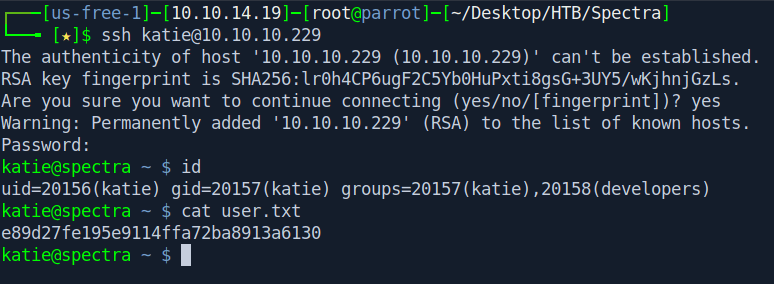 [us-free-1]─[10.10.14.19]─[root@parrot]─[~/Desktop/HTB/Spectra]
[★]$ ssh katie@10.10.10.229
The authenticity of host '10.10.10.229 (10.10.10.229)' can't be established.
RSA key fingerprint is SHA256:lr0h4CP6ugF2C5Yb0HuPxti8gsG+3UY5/wKjhnjGzLs.
Are you sure you want to continue connecting (yes/no/[fingerprint])? yes
Warning: Permanently added '10.10.10.229' (RSA) to the list of known hosts.
Password:
katie@spectra ~ $ id
uid=20156(katie) gid=20157(katie) groups=20157(katie),20158(developers)
katie@spectra ~ $ cat user.txt
e89d27fe195e9114ffa72ba8913a6130
katie@spectra ~ $